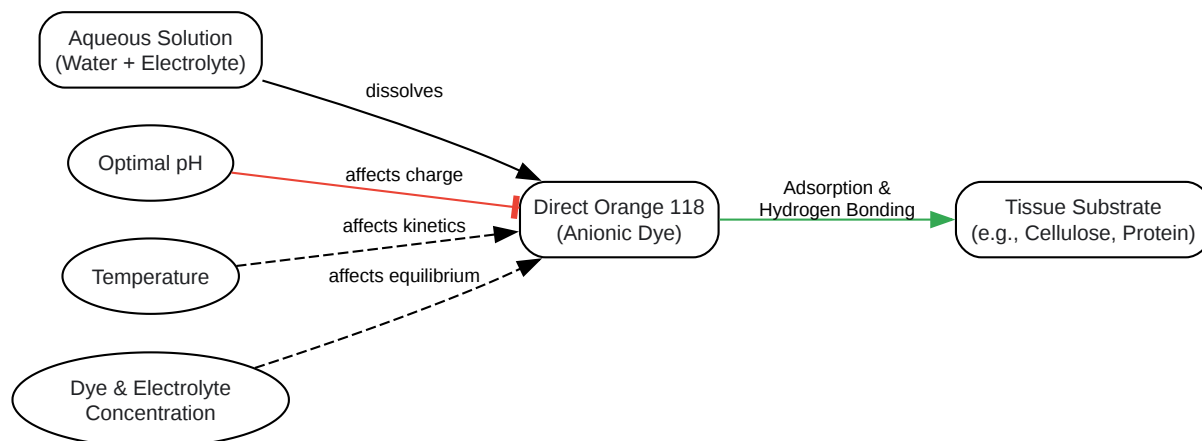 Aqueous Solution
(Water + Electrolyte)
dissolves
Optimal pH
affects charge
Temperature
affects kinetics
Dye & Electrolyte
Concentration
affects equilibrium
Direct Orange 118
(Anionic Dye)
Adsorption &
Hydrogen Bonding
Tissue Substrate
(e.g., Cellulose, Protein)